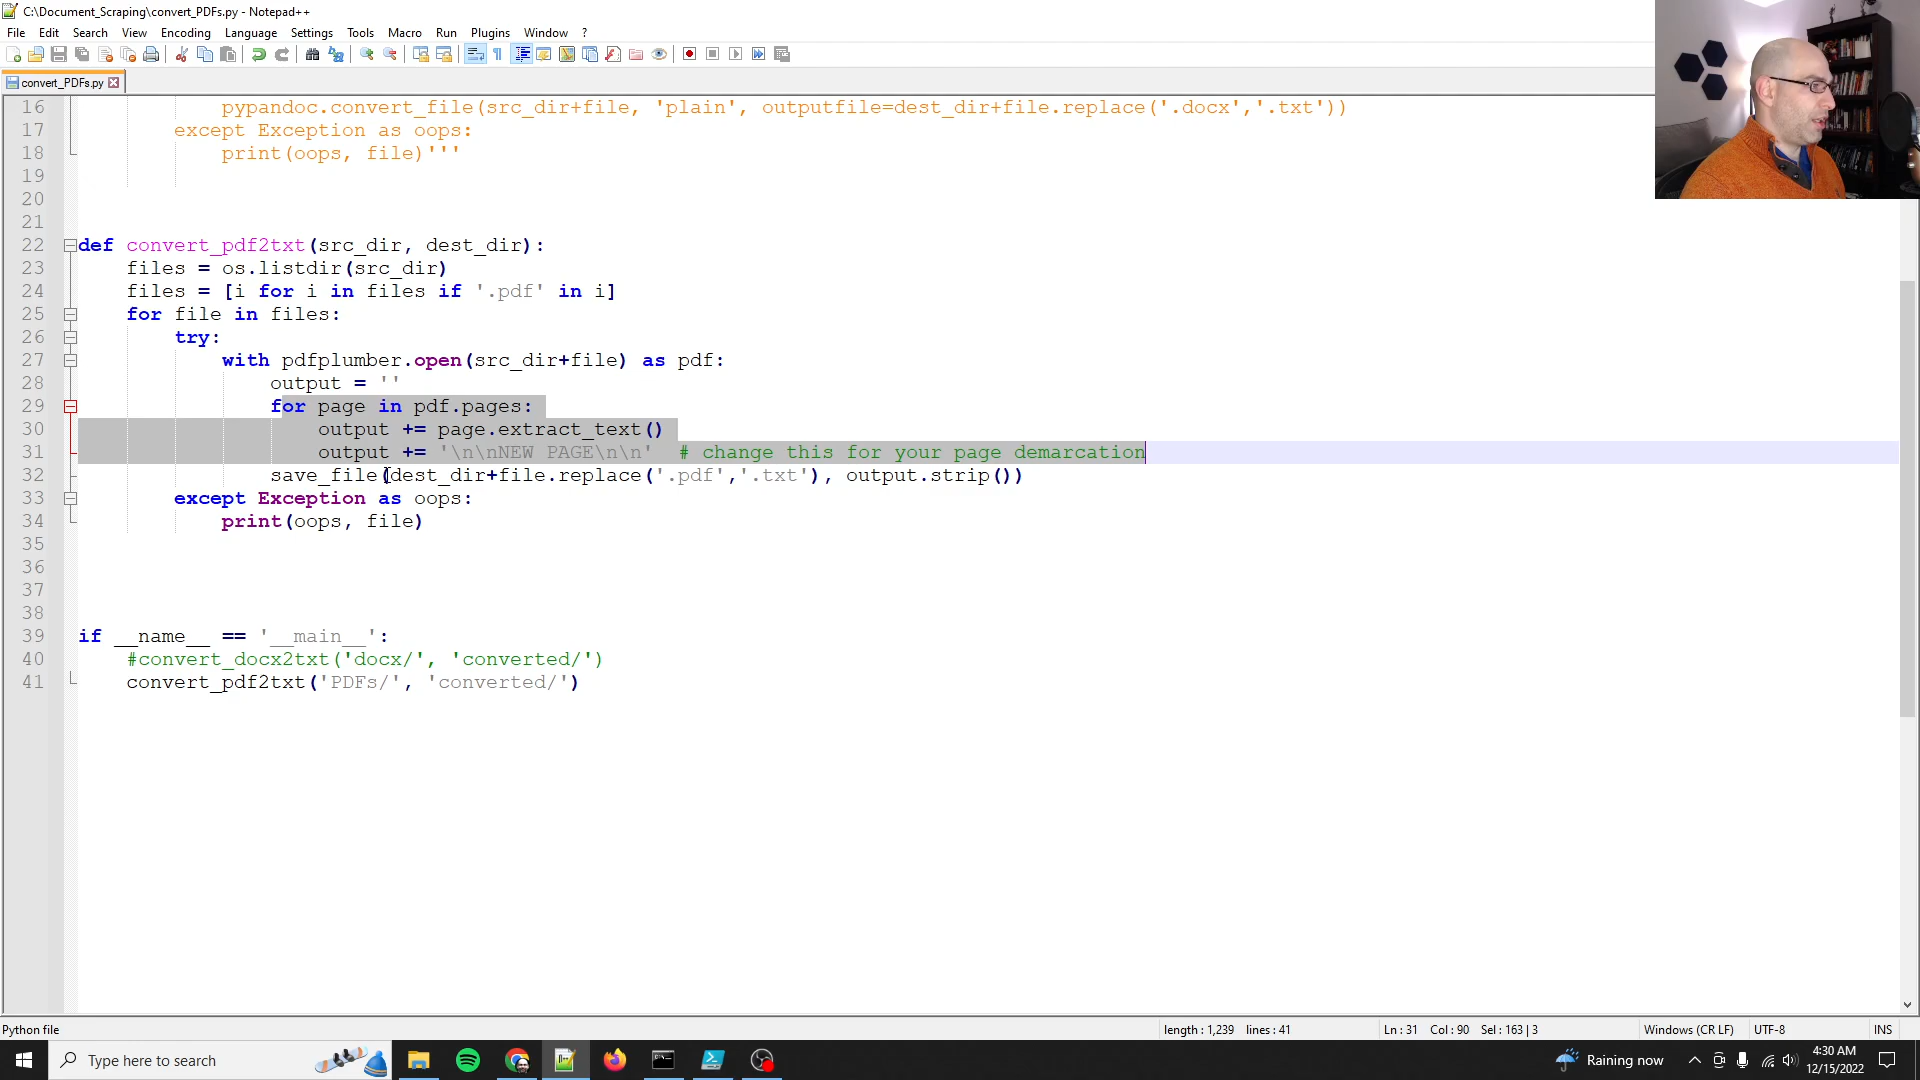 C:\Document_Scraping\convert_PDFs.py - Notepad++
File Edit Search View Encoding Language Settings Tools Macro Run Plugins Window ?
convert_PDFs.py
16 pypandoc.convert_file(src_dir+file, 'plain', outputfile=dest_dir+file.replace('.docx','.txt'))
17 except Exception as oops:
18 print(oops, file)'''
19
20
21
22 def convert_pdf2txt(src_dir, dest_dir):
23 files = os.listdir(src_dir)
24 files = [i for i in files if '.pdf' in i]
25 for file in files:
26 try:
27 with pdfplumber.open(src_dir+file) as pdf:
28 output = ''
29 for page in pdf.pages:
30 output += page.extract_text()
31 output += '\n\nNEW PAGE\n\n' # change this for your page demarcation
32 save_file(dest_dir+file.replace('.pdf','.txt'), output.strip())
33 except Exception as oops:
34 print(oops, file)
35
36
37
38
39 if __name__ == '__main__':
40 #convert_docx2txt('docx/', 'converted/')
41 convert_pdf2txt('PDFs/', 'converted/')
Python file length : 1,239 lines : 41 Ln : 31 Col : 90 Sel : 163 | 3 Windows (CR LF) UTF-8 INS
Type here to search Raining now 4:30 AM
12/15/2022